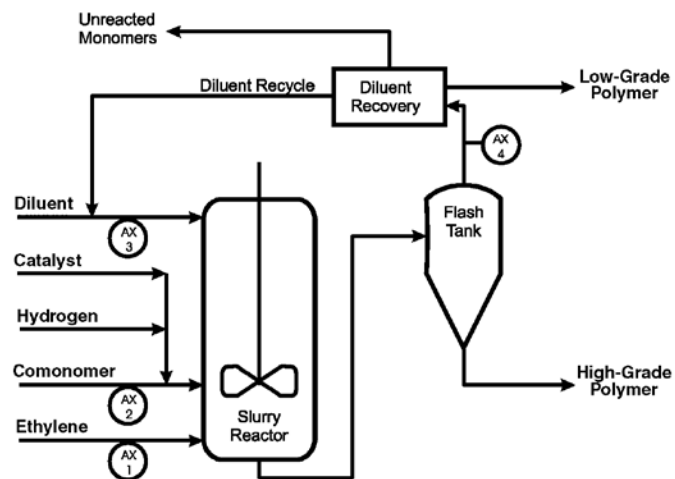 Unreacted
Monomers
Diluent Recycle
Diluent
Recovery
Low-Grade
Polymer
AX
4
Diluent
AX
3
Flash
Tank
Catalyst
Hydrogen
Comonomer
AX
2
Slurry
Reactor
High-Grade
Polymer
Ethylene
AX
1